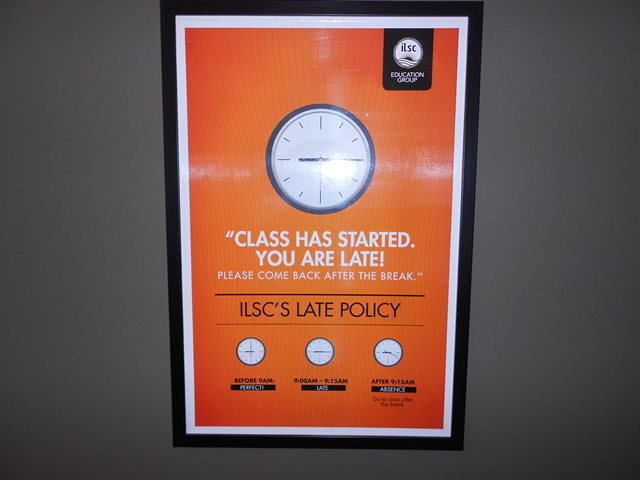 ilsc
EDUCATION
GROUP
“CLASS HAS STARTED.
YOU ARE LATE!
PLEASE COME BACK AFTER THE BREAK.”
ILSC'S LATE POLICY
BEFORE 9AM:
PERFECT!
9:00AM – 9:15AM
LATE
AFTER 9:15AM
ABSENCE
Go to class after
the break